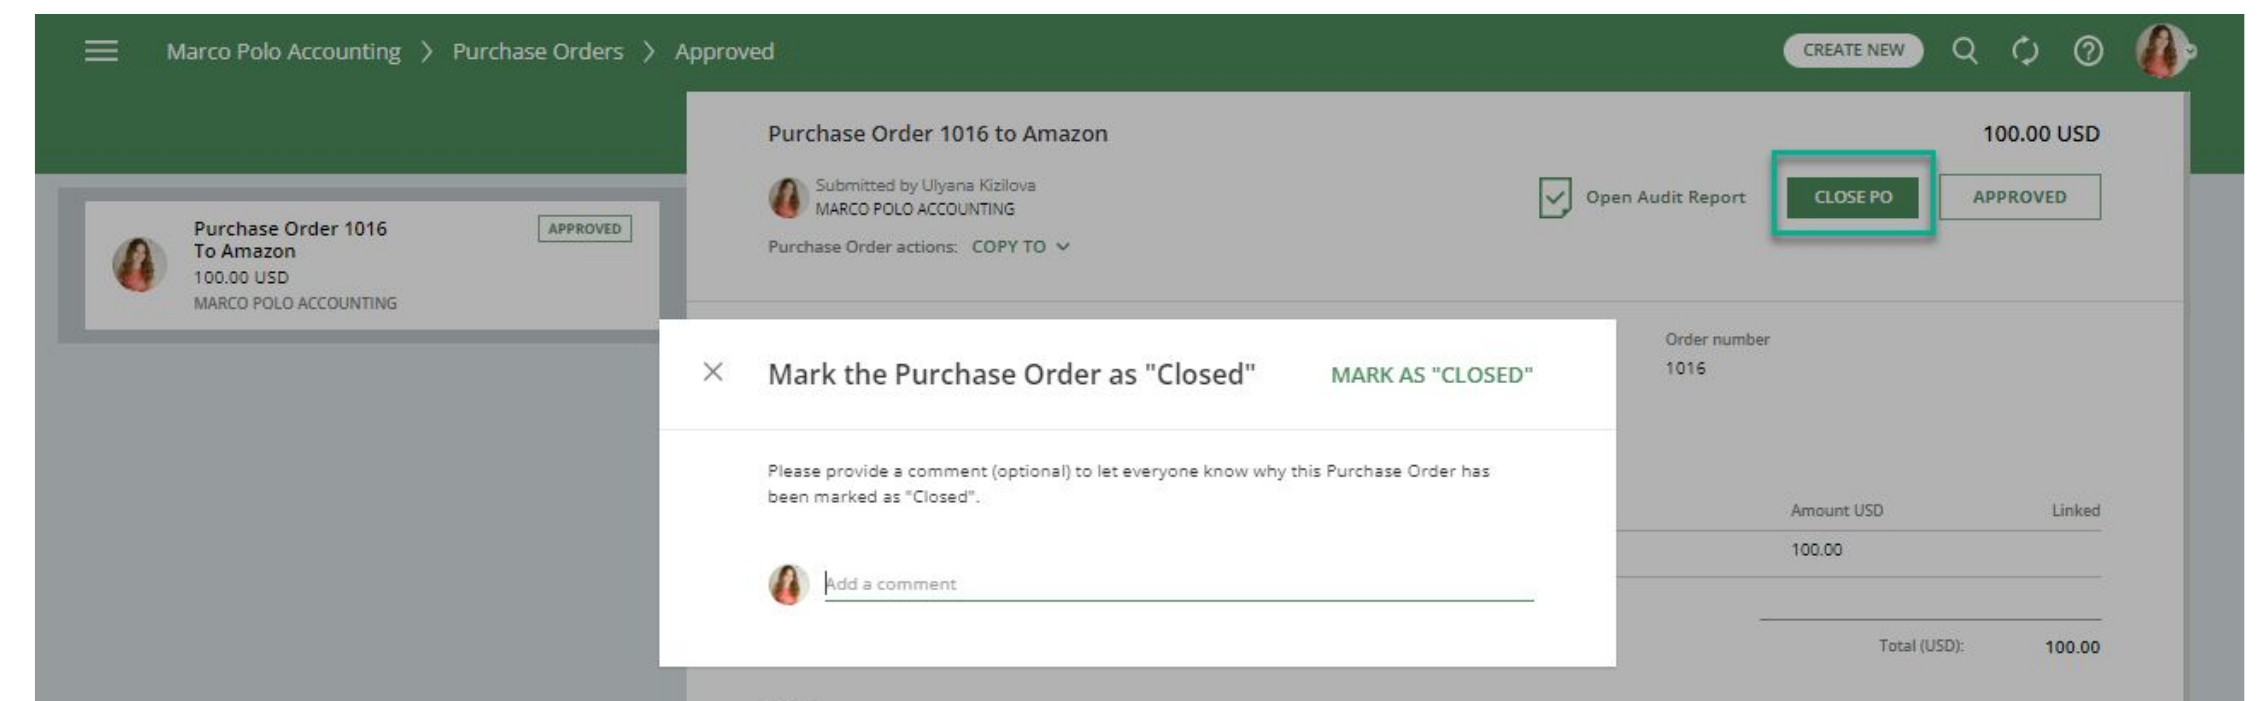 Marco Polo Accounting > Purchase Orders > Approved
CREATE NEW
Purchase Order 1016 to Amazon
100.00 USD
Submitted by Ulyana Kizilova
MARCO POLO ACCOUNTING
Open Audit Report
CLOSE PO
APPROVED
Purchase Order actions: COPY TO
Purchase Order 1016
To Amazon
100.00 USD
MARCO POLO ACCOUNTING
APPROVED
Mark the Purchase Order as "Closed"
MARK AS "CLOSED"
Please provide a comment (optional) to let everyone know why this Purchase Order has
been marked as "Closed".
Add a comment
Order number
1016
Amount USD
Linked
100.00
Total (USD):
100.00